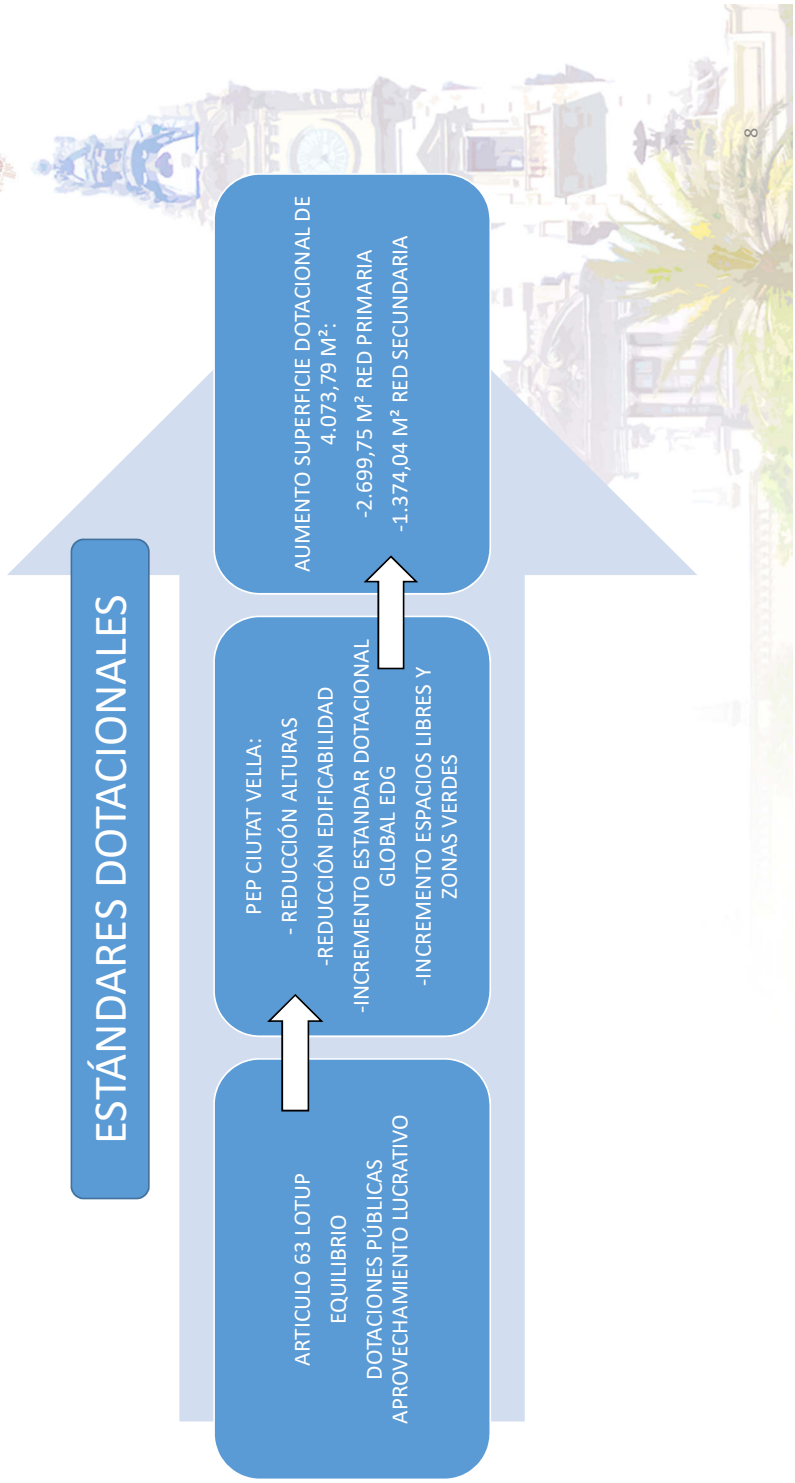 ESTÁNDARES DOTACIONALES
ARTICULO 63 LOTUP
EQUILIBRIO
DOTACIONES PÚBLICAS
APROVECHAMIENTO LUCRATIVO
PEP CIUTAT VELLA:
- REDUCCIÓN ALTURAS
-REDUCCIÓN EDIFICABILIDAD
-INCREMENTO ESTANDAR DOTACIONAL
GLOBAL EDG
-INCREMENTO ESPACIOS LIBRES Y
ZONAS VERDES
AUMENTO SUPERFICIE DOTACIONAL DE
4.073,79 M²:
-2.699,75 M² RED PRIMARIA
-1.374,04 M² RED SECUNDARIA
8